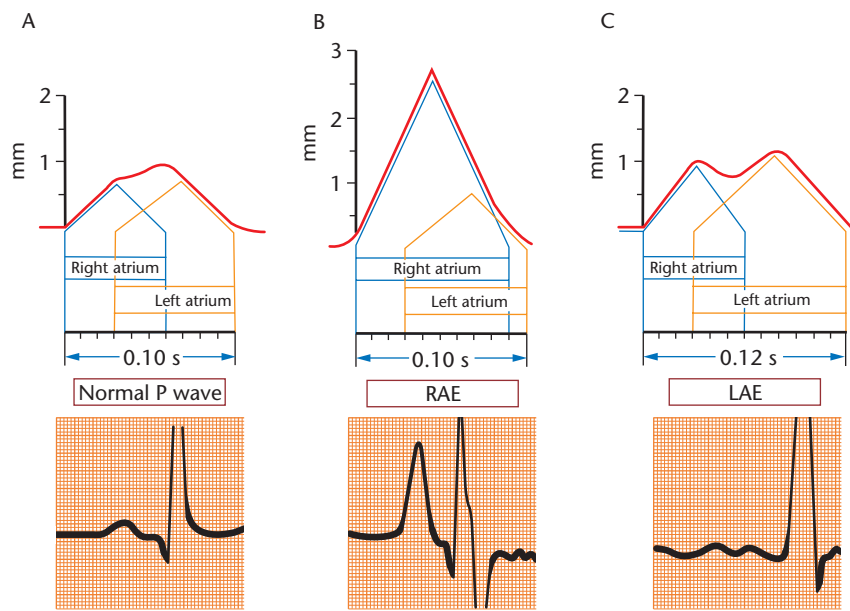 A
2
mm
1
Right atrium
Left atrium
0.10 s
Normal P wave
B
3
2
mm
1
Right atrium
Left atrium
0.10 s
RAE
C
2
mm
1
Right atrium
Left atrium
0.12 s
LAE